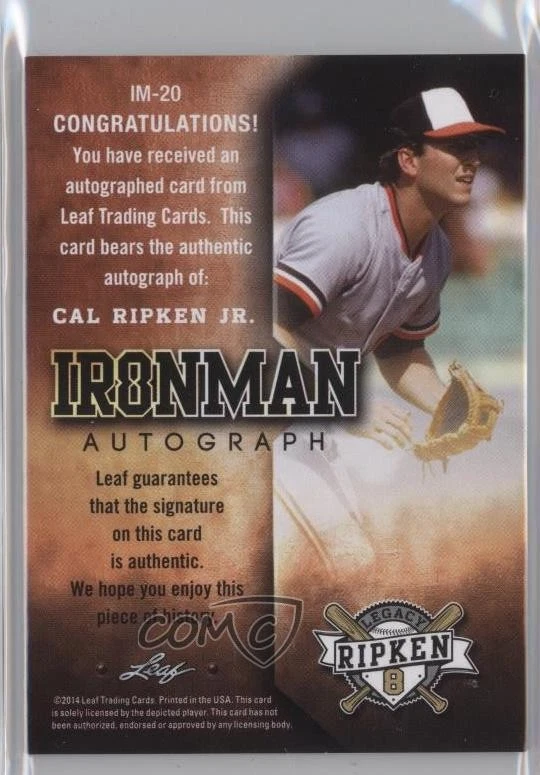 IM-20
CONGRATULATIONS!
You have received an
autographed card from
Leaf Trading Cards. This
card bears the authentic
autograph of:
CAL RIPKEN JR.
IR8NMAN
AUTOGRAPH
Leaf guarantees
that the signature
on this card
is authentic.
We hope you enjoy this
piece of history.
COMC
Leaf
LEGACY
RIPKEN
8
©2014 Leaf Trading Cards. Printed in the USA. This card
is solely licensed by the depicted player. This card has not
been authorized, endorsed or approved by any licensing body.